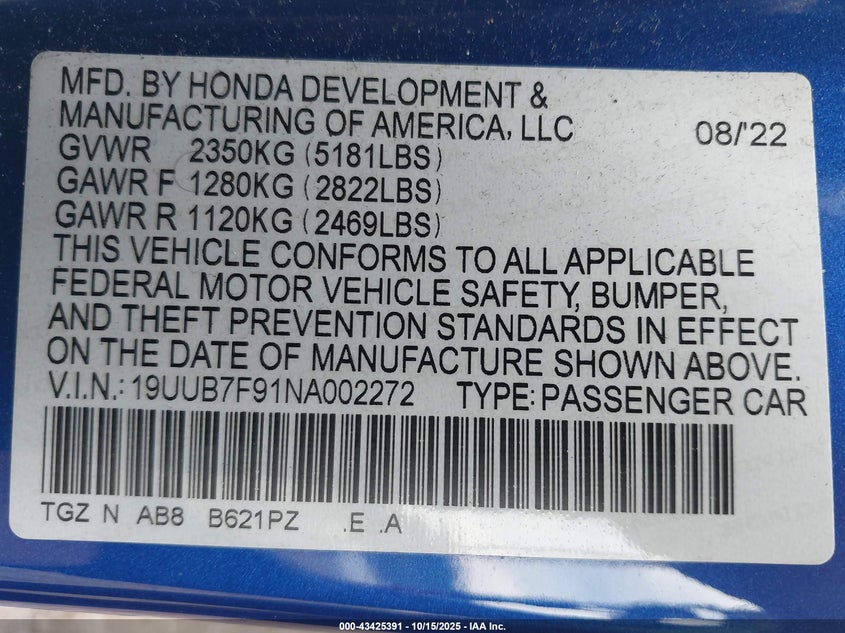 MFD. BY HONDA DEVELOPMENT &
MANUFACTURING OF AMERICA, LLC 08/'22
GVWR 2350KG (5181LBS)
GAWR F 1280KG (2822LBS)
GAWR R 1120KG (2469LBS)
THIS VEHICLE CONFORMS TO ALL APPLICABLE
FEDERAL MOTOR VEHICLE SAFETY, BUMPER,
AND THEFT PREVENTION STANDARDS IN EFFECT
ON THE DATE OF MANUFACTURE SHOWN ABOVE.
V.I.N.: 19UUB7F91NA002272 TYPE: PASSENGER CAR
TGZ N AB8 B621PZ .E .A
000-43425391 - 10/15/2025 - IAA Inc.